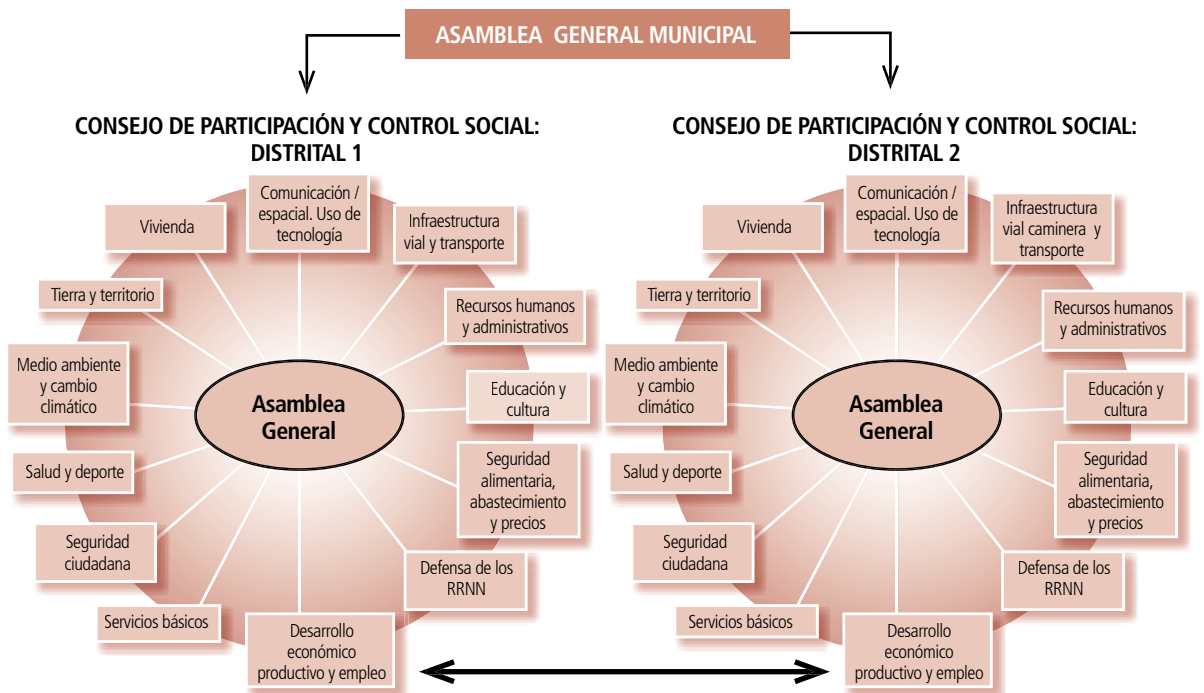 ASAMBLEA GENERAL MUNICIPAL
CONSEJO DE PARTICIPACIÓN Y CONTROL SOCIAL:
DISTRITAL 1
Comunicación /
espacial. Uso de
tecnología
Infraestructura
vial y transporte
Recursos humanos
y administrativos
Educación y
cultura
Seguridad
alimentaria,
abastecimiento
y precios
Defensa de los
RRNN
Desarrollo
económico
productivo y empleo
Servicios básicos
Seguridad
ciudadana
Salud y deporte
Medio ambiente
y cambio
climático
Tierra y territorio
Vivienda
Asamblea
General
CONSEJO DE PARTICIPACIÓN Y CONTROL SOCIAL:
DISTRITAL 2
Comunicación /
espacial. Uso de
tecnología
Infraestructura
vial caminera y
transporte
Recursos humanos
y administrativos
Educación y
cultura
Seguridad
alimentaria,
abastecimiento
y precios
Defensa de los
RRNN
Desarrollo
económico
productivo y empleo
Servicios básicos
Seguridad
ciudadana
Salud y deporte
Medio ambiente
y cambio
climático
Tierra y territorio
Vivienda
Asamblea
General